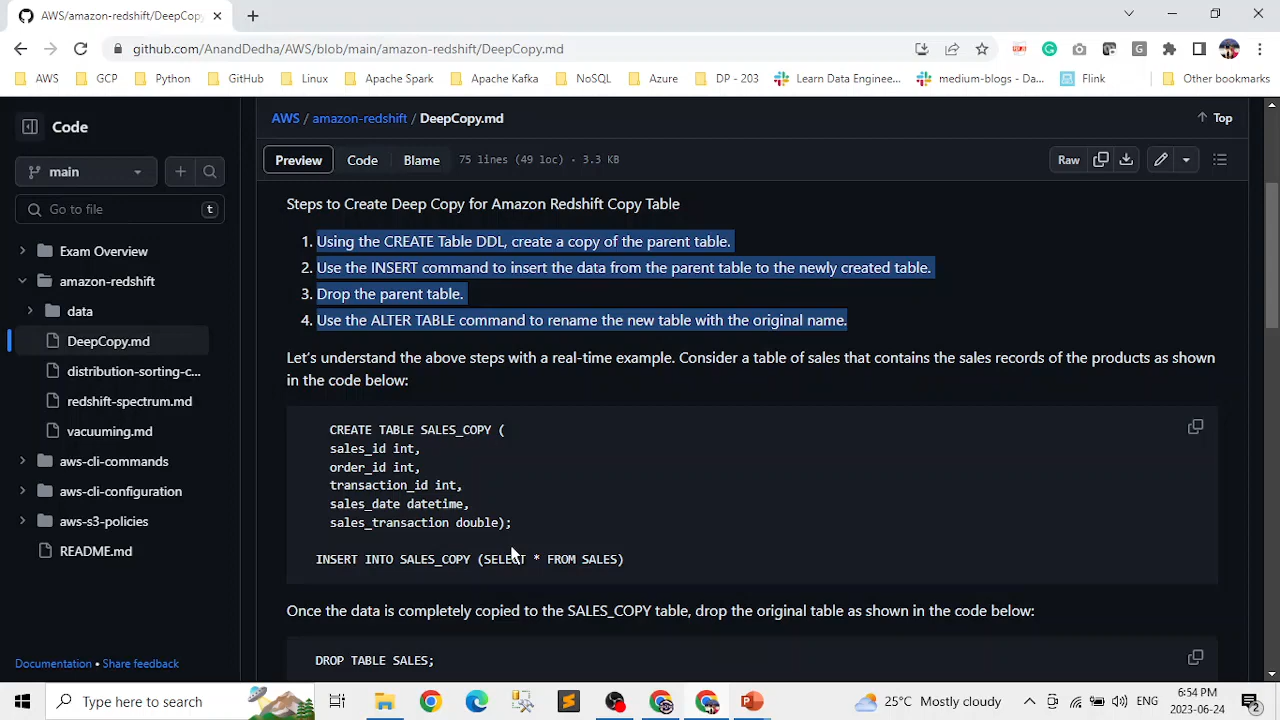 AWS/amazon-redshift/DeepCopy
github.com/AnandDedha/AWS/blob/main/amazon-redshift/DeepCopy.md
AWS GCP Python GitHub Linux Apache Spark Apache Kafka NoSQL Azure DP - 203 Learn Data Enginee... medium-blogs - Da... Flink Other bookmarks
Code
AWS / amazon-redshift / DeepCopy.md
Top
main
Preview Code Blame 75 lines (49 loc) · 3.3 KB
Raw
Go to file t
Steps to Create Deep Copy for Amazon Redshift Copy Table
1. Using the CREATE Table DDL, create a copy of the parent table.
2. Use the INSERT command to insert the data from the parent table to the newly created table.
3. Drop the parent table.
4. Use the ALTER TABLE command to rename the new table with the original name.
Let's understand the above steps with a real-time example. Consider a table of sales that contains the sales records of the products as shown
in the code below:
CREATE TABLE SALES_COPY (
sales_id int,
order_id int,
transaction_id int,
sales_date datetime,
sales_transaction double);
INSERT INTO SALES_COPY (SELECT * FROM SALES)
Once the data is completely copied to the SALES_COPY table, drop the original table as shown in the code below:
DROP TABLE SALES;
Exam Overview
amazon-redshift
data
DeepCopy.md
distribution-sorting-c...
redshift-spectrum.md
vacuuming.md
aws-cli-commands
aws-cli-configuration
aws-s3-policies
README.md
Documentation • Share feedback
Type here to search
25°C Mostly cloudy
ENG
6:54 PM
2023-06-24
2